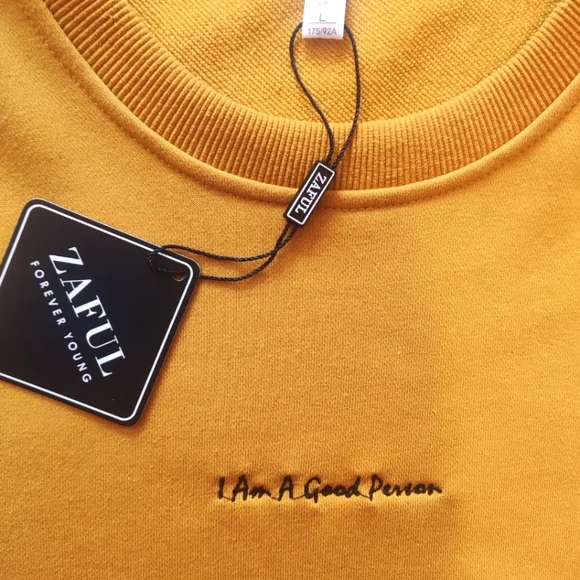 L
175/92A
ZAFUL
ZAFUL
FOREVER YOUNG
I Am A Good Person